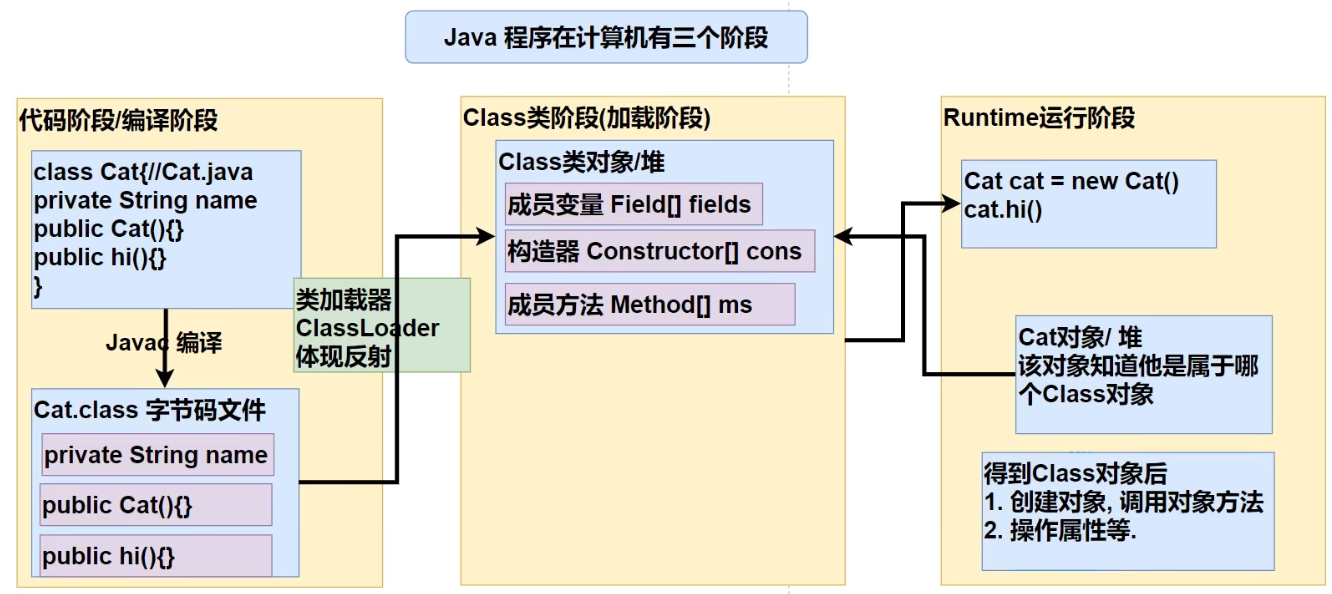 Java 程序在计算机有三个阶段
代码阶段/编译阶段
class Cat{//Cat.java
private String name
public Cat(){}
public hi(){}
}
Javac 编译
Cat.class 字节码文件
private String name
public Cat(){}
public hi(){}
类加载器
ClassLoader
体现反射
Class类阶段(加载阶段)
Class类对象/堆
成员变量 Field[] fields
构造器 Constructor[] cons
成员方法 Method[] ms
Runtime运行阶段
Cat cat = new Cat()
cat.hi()
Cat对象/ 堆
该对象知道他是属于哪
个Class对象
得到Class对象后
1. 创建对象, 调用对象方法
2. 操作属性等.